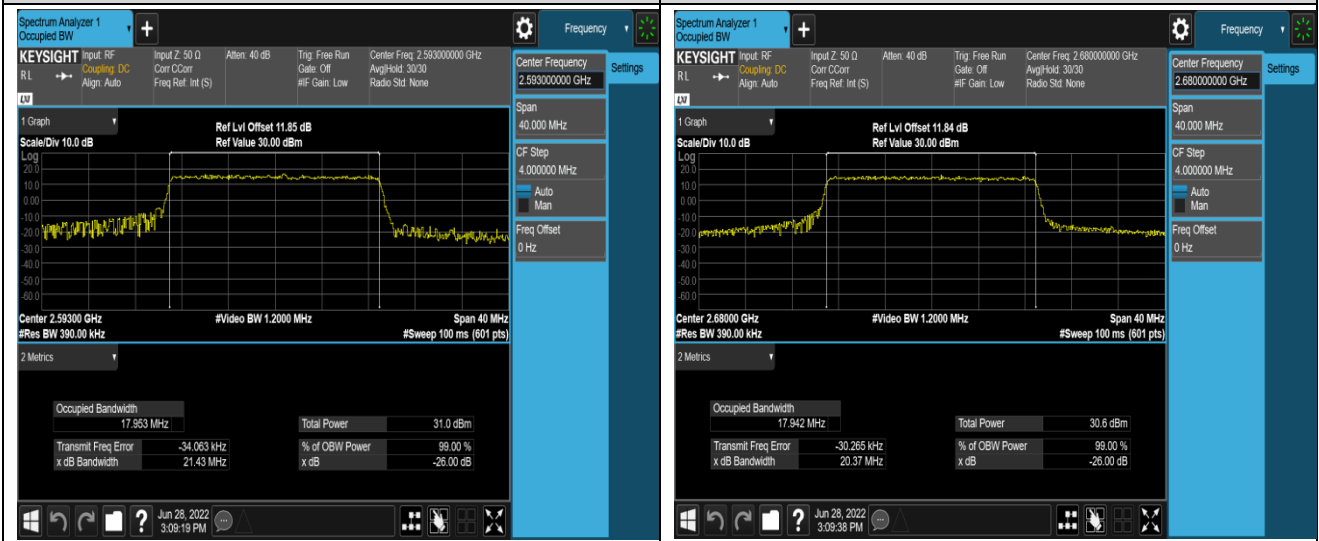 Spectrum Analyzer 1
Occupied BW
+
Frequency
KEYSIGHT
RL
Input: RF
Coupling: DC
Align: Auto
Input Z: 50 Ω
Corr CCorr
Freq Ref: Int (S)
Atten: 40 dB
Trig: Free Run
Gate: Off
#IF Gain: Low
Center Freq: 2.593000000 GHz
Avg|Hold: 30/30
Radio Std: None
LXI
1 Graph
Scale/Div 10.0 dB
Ref Lvl Offset 11.85 dB
Ref Value 30.00 dBm
Log
20.0
10.0
0.00
-10.0
-20.0
-30.0
-40.0
-50.0
-60.0
Center 2.59300 GHz
#Res BW 390.00 kHz
#Video BW 1.2000 MHz
Span 40 MHz
#Sweep 100 ms (601 pts)
2 Metrics
Occupied Bandwidth
17.953 MHz
Transmit Freq Error -34.063 kHz
x dB Bandwidth 21.43 MHz
Total Power 31.0 dBm
% of OBW Power 99.00 %
x dB -26.00 dB
Center Frequency
2.593000000 GHz
Settings
Span
40.000 MHz
CF Step
4.000000 MHz
Auto
Man
Freq Offset
0 Hz
?
Jun 28, 2022
3:09:19 PM
Spectrum Analyzer 1
Occupied BW
+
Frequency
KEYSIGHT
RL
Input: RF
Coupling: DC
Align: Auto
Input Z: 50 Ω
Corr CCorr
Freq Ref: Int (S)
Atten: 40 dB
Trig: Free Run
Gate: Off
#IF Gain: Low
Center Freq: 2.680000000 GHz
Avg|Hold: 30/30
Radio Std: None
LXI
1 Graph
Scale/Div 10.0 dB
Ref Lvl Offset 11.84 dB
Ref Value 30.00 dBm
Log
20.0
10.0
0.00
-10.0
-20.0
-30.0
-40.0
-50.0
-60.0
Center 2.68000 GHz
#Res BW 390.00 kHz
#Video BW 1.2000 MHz
Span 40 MHz
#Sweep 100 ms (601 pts)
2 Metrics
Occupied Bandwidth
17.942 MHz
Transmit Freq Error -30.265 kHz
x dB Bandwidth 20.37 MHz
Total Power 30.6 dBm
% of OBW Power 99.00 %
x dB -26.00 dB
Center Frequency
2.680000000 GHz
Settings
Span
40.000 MHz
CF Step
4.000000 MHz
Auto
Man
Freq Offset
0 Hz
?
Jun 28, 2022
3:09:38 PM